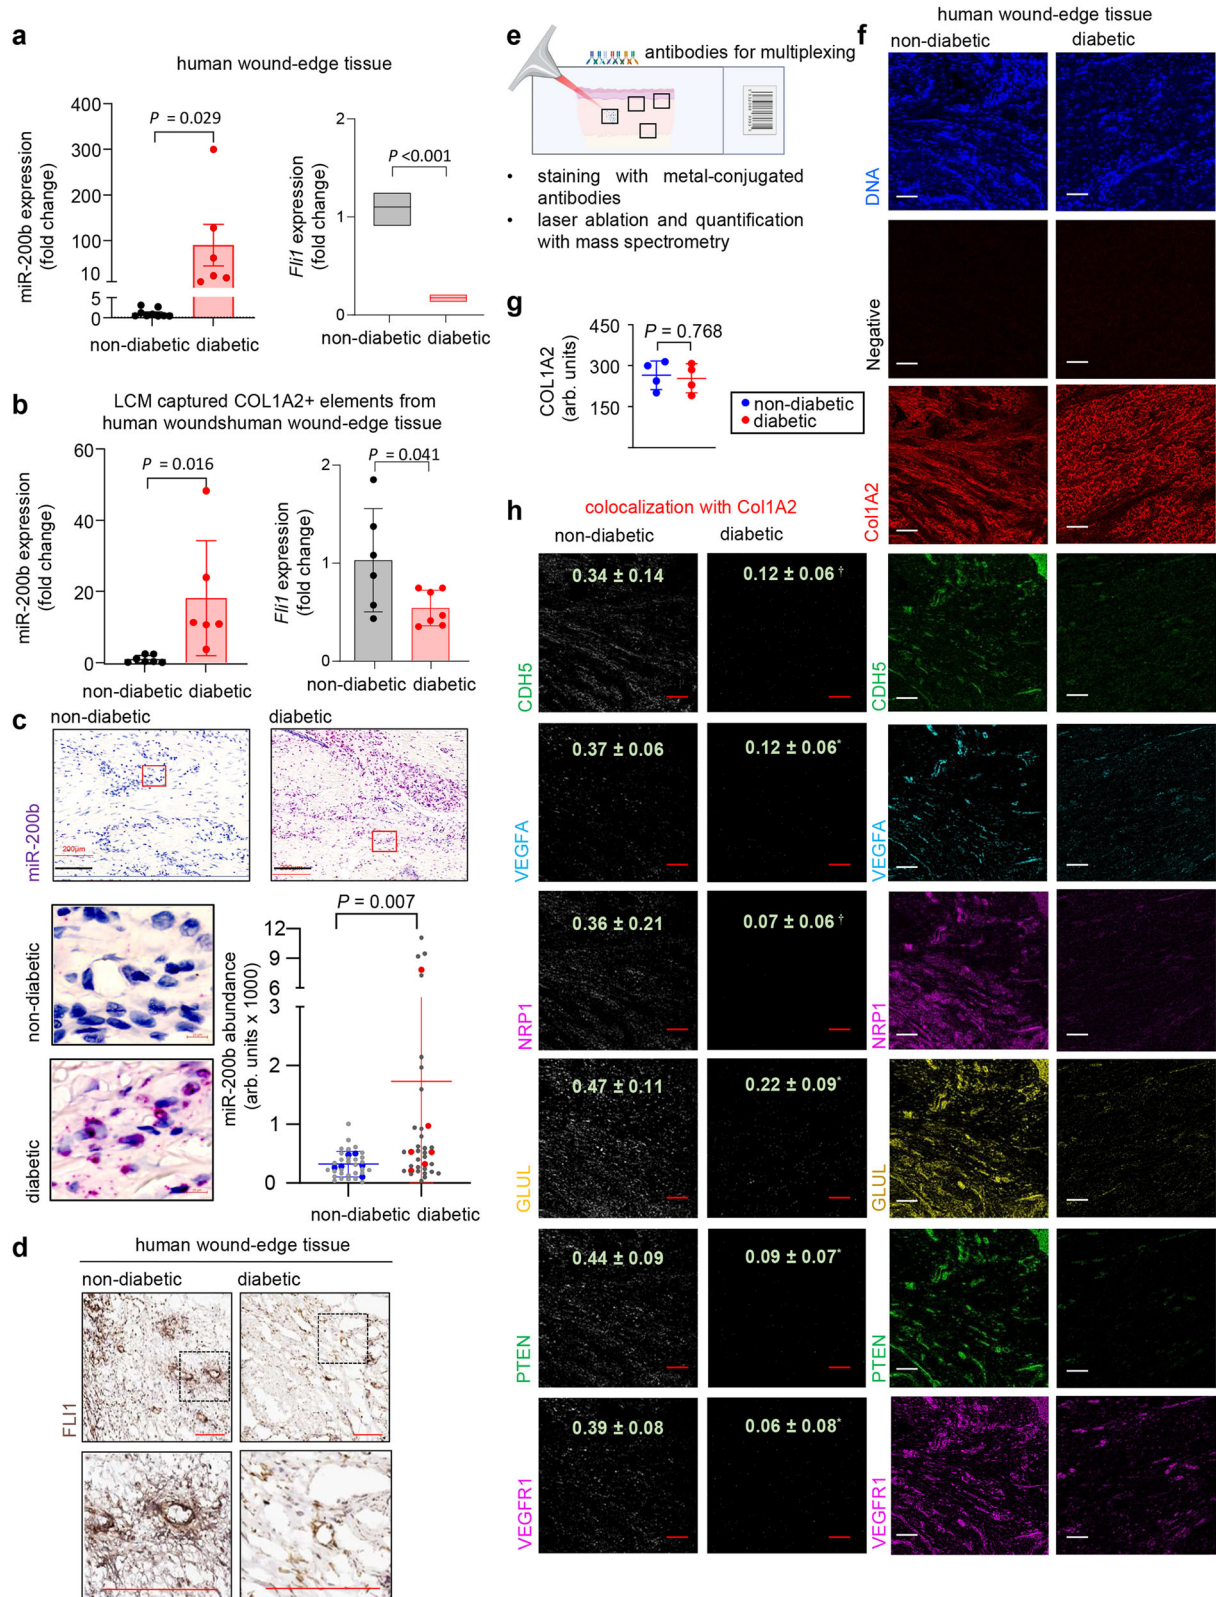 a
human wound-edge tissue
miR-200b expression
(fold change)
400
300
200
100
10
5
0
P = 0.029
non-diabetic diabetic
Fli1 expression
(fold change)
2
1
0
P <0.001
non-diabetic
diabetic
b
LCM captured COL1A2+ elements from
human woundshuman wound-edge tissue
miR-200b expression
(fold change)
60
40
20
0
P = 0.016
non-diabetic diabetic
Fli1 expression
(fold change)
2
1
0
P = 0.041
non-diabetic diabetic
c
non-diabetic
diabetic
miR-200b
200µm
200µm
non-diabetic
diabetic
miR-200b abundance
(arb. units x 1000)
12
9
6
3
2
1
0
P = 0.007
non-diabetic diabetic
d
human wound-edge tissue
non-diabetic
diabetic
FLI1
e
antibodies for multiplexing
• staining with metal-conjugated
antibodies
• laser ablation and quantification
with mass spectrometry
f
human wound-edge tissue
non-diabetic
diabetic
DNA
Negative
Col1A2
CDH5
VEGFA
NRP1
GLUL
PTEN
VEGFR1
g
COL1A2
(arb. units)
450
300
150
P = 0.768
non-diabetic
diabetic
h
colocalization with Col1A2
non-diabetic
diabetic
CDH5
0.34 ± 0.14
0.12 ± 0.06 †
VEGFA
0.37 ± 0.06
0.12 ± 0.06*
NRP1
0.36 ± 0.21
0.07 ± 0.06 †
GLUL
0.47 ± 0.11
0.22 ± 0.09*
PTEN
0.44 ± 0.09
0.09 ± 0.07*
VEGFR1
0.39 ± 0.08
0.06 ± 0.08*